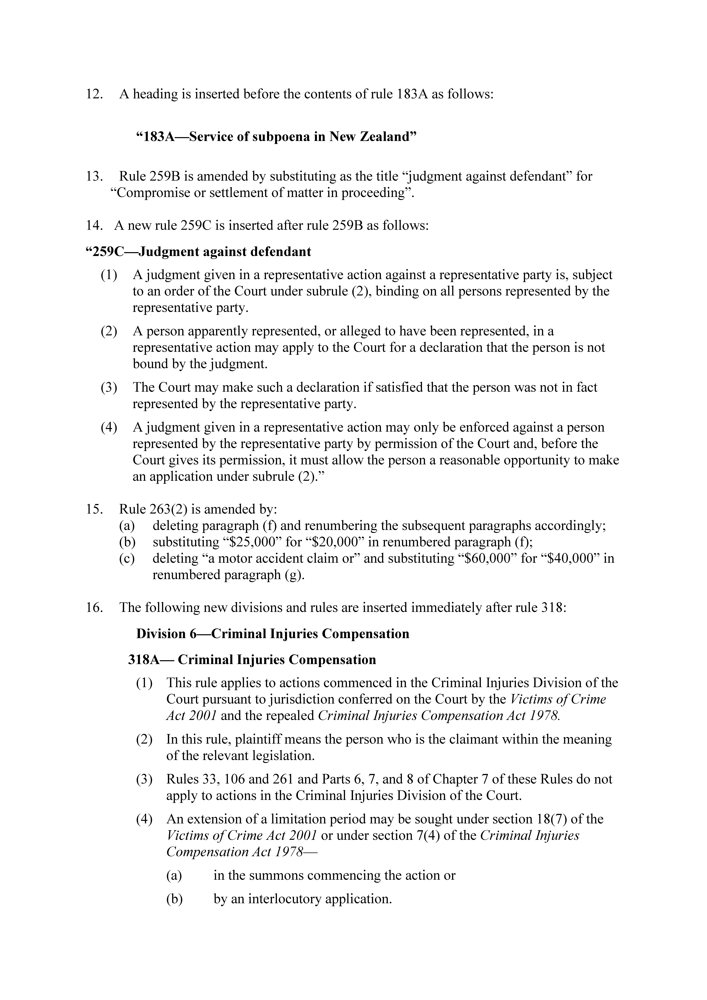 12. A heading is inserted before the contents of rule 183A as follows:
“183A—Service of subpoena in New Zealand”
13. Rule 259B is amended by substituting as the title “judgment against defendant” for
“Compromise or settlement of matter in proceeding”.
14. A new rule 259C is inserted after rule 259B as follows:
“259C—Judgment against defendant
(1) A judgment given in a representative action against a representative party is, subject
to an order of the Court under subrule (2), binding on all persons represented by the
representative party.
(2) A person apparently represented, or alleged to have been represented, in a
representative action may apply to the Court for a declaration that the person is not
bound by the judgment.
(3) The Court may make such a declaration if satisfied that the person was not in fact
represented by the representative party.
(4) A judgment given in a representative action may only be enforced against a person
represented by the representative party by permission of the Court and, before the
Court gives its permission, it must allow the person a reasonable opportunity to make
an application under subrule (2).”
15. Rule 263(2) is amended by:
(a) deleting paragraph (f) and renumbering the subsequent paragraphs accordingly;
(b) substituting “$25,000” for “$20,000” in renumbered paragraph (f);
(c) deleting “a motor accident claim or” and substituting “$60,000” for “$40,000” in
renumbered paragraph (g).
16. The following new divisions and rules are inserted immediately after rule 318:
Division 6—Criminal Injuries Compensation
318A— Criminal Injuries Compensation
(1) This rule applies to actions commenced in the Criminal Injuries Division of the
Court pursuant to jurisdiction conferred on the Court by the Victims of Crime
Act 2001 and the repealed Criminal Injuries Compensation Act 1978.
(2) In this rule, plaintiff means the person who is the claimant within the meaning
of the relevant legislation.
(3) Rules 33, 106 and 261 and Parts 6, 7, and 8 of Chapter 7 of these Rules do not
apply to actions in the Criminal Injuries Division of the Court.
(4) An extension of a limitation period may be sought under section 18(7) of the
Victims of Crime Act 2001 or under section 7(4) of the Criminal Injuries
Compensation Act 1978—
(a) in the summons commencing the action or
(b) by an interlocutory application.